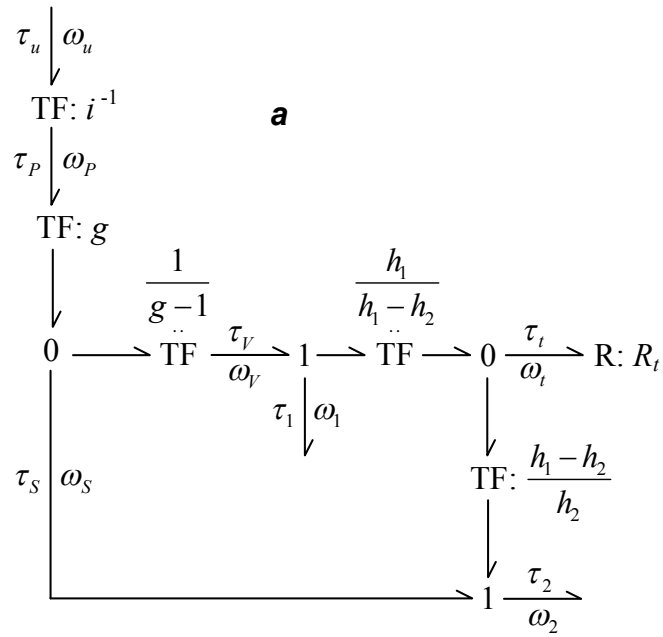 τ_u ω_u
TF: i^-1
a
τ_P ω_P
TF: g
1/(g − 1) h_1/(h_1 − h_2)
0 TF τ_V ω_V 1 TF 0 τ_t ω_t R: R_t
τ_1 ω_1
τ_S ω_S
TF: (h_1 − h_2)/h_2
1 τ_2 ω_2